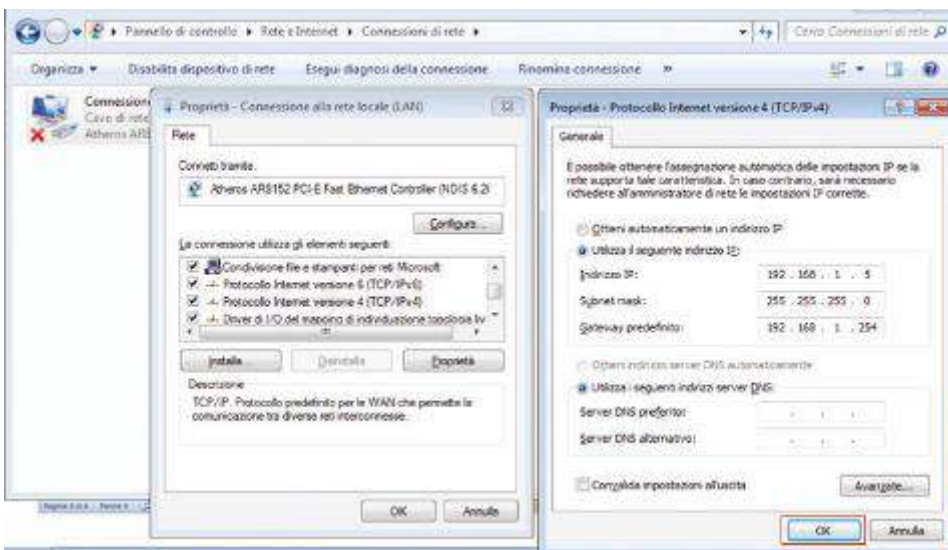 Pannello di controllo ▸ Rete e Internet ▸ Connessioni di rete ▸
Cerca Connessioni di rete
Organizza
Disabilita dispositivo di rete
Esegui diagnosi della connessione
Rinomina connessione
»
Connessione
Cavo di rete
Atheros AR8
Proprietà - Connessione alla rete locale (LAN)
Rete
Connetti tramite:
Atheros AR8152 PCI-E Fast Ethernet Controller (NDIS 6.2
Configura...
La connessione utilizza gli elementi seguenti:
Condivisione file e stampanti per reti Microsoft
Protocollo Internet versione 6 (TCP/IPv6)
Protocollo Internet versione 4 (TCP/IPv4)
Driver di I/O del mapping di individuazione topologia liv
Installa...
Disinstalla
Proprietà
Descrizione
TCP/IP. Protocollo predefinito per le WAN che permette la
comunicazione tra diverse reti interconnesse.
OK
Annulla
Proprietà - Protocollo Internet versione 4 (TCP/IPv4)
Generale
È possibile ottenere l'assegnazione automatica delle impostazioni IP se la
rete supporta tale caratteristica. In caso contrario, sarà necessario
richiedere all'amministratore di rete le impostazioni IP corrette.
Ottieni automaticamente un indirizzo IP
Utilizza il seguente indirizzo IP:
Indirizzo IP: 192 . 168 . 1 . 5
Subnet mask: 255 . 255 . 255 . 0
Gateway predefinito: 192 . 168 . 1 . 254
Ottieni indirizzo server DNS automaticamente
Utilizza i seguenti indirizzi server DNS:
Server DNS preferito:
Server DNS alternativo:
Convalida impostazioni all'uscita
Avanzate...
OK
Annulla